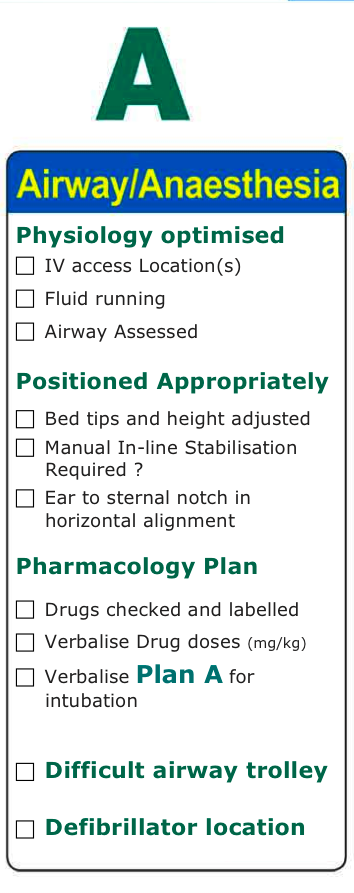 A
Airway/Anaesthesia
Physiology optimised
IV access Location(s)
Fluid running
Airway Assessed
Positioned Appropriately
Bed tips and height adjusted
Manual In-line Stabilisation
Required ?
Ear to sternal notch in
horizontal alignment
Pharmacology Plan
Drugs checked and labelled
Verbalise Drug doses (mg/kg)
Verbalise Plan A for
intubation
Difficult airway trolley
Defibrillator location